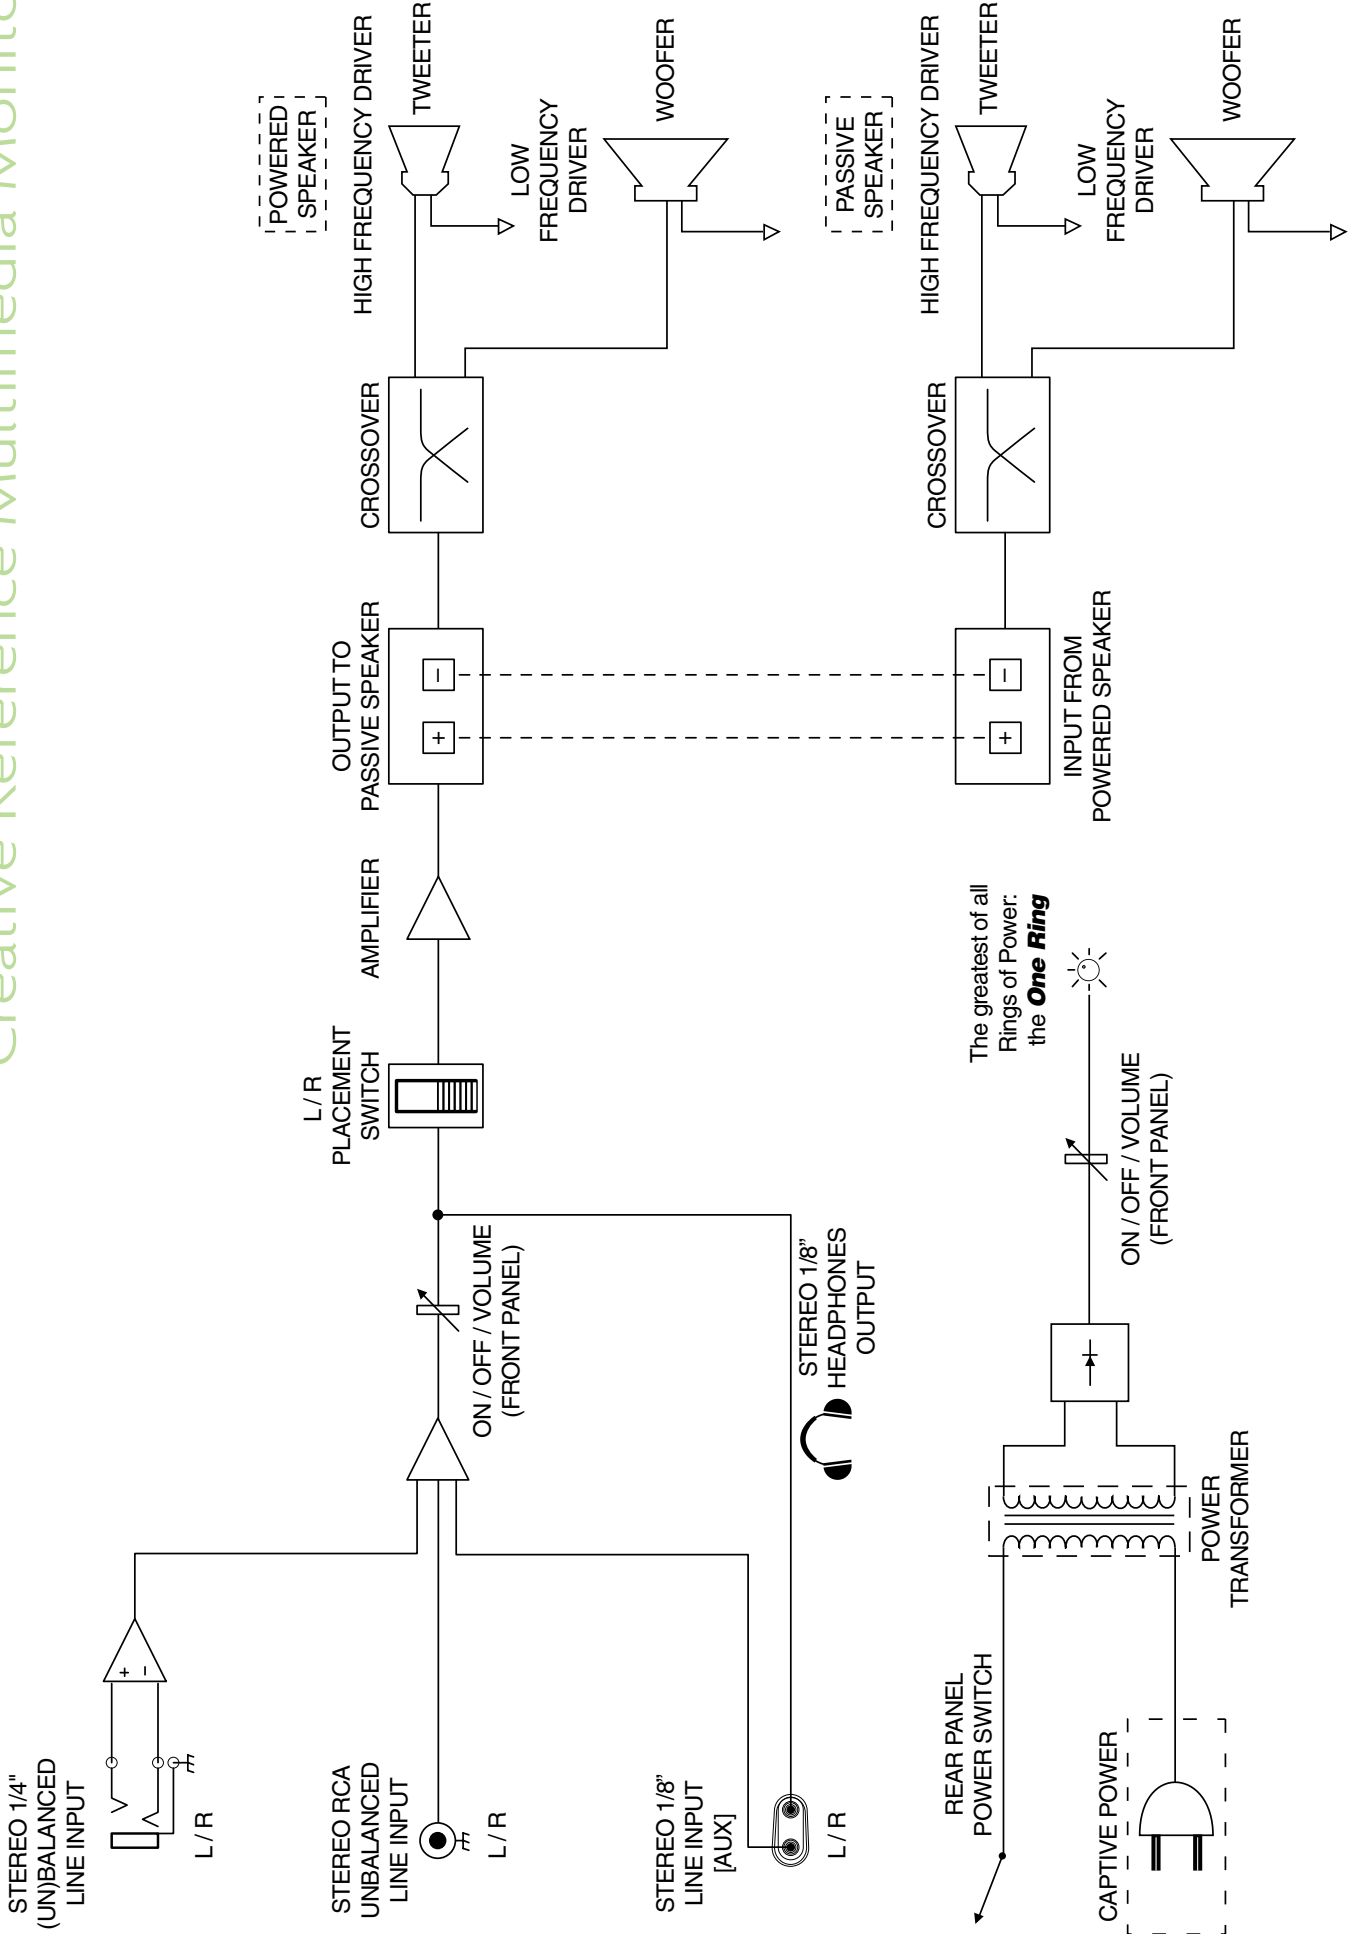 Creative Reference Multimedia Monito
STEREO 1/4"
(UN)BALANCED
LINE INPUT
+
−
L / R
STEREO RCA
UNBALANCED
LINE INPUT
L / R
STEREO 1/8”
LINE INPUT
[AUX]
L / R
STEREO 1/8”
HEADPHONES
OUTPUT
ON / OFF / VOLUME
(FRONT PANEL)
L / R
PLACEMENT
SWITCH
AMPLIFIER
OUTPUT TO
PASSIVE SPEAKER
+
−
CROSSOVER
POWERED
SPEAKER
HIGH FREQUENCY DRIVER
TWEETER
LOW
FREQUENCY
DRIVER
WOOFER
REAR PANEL
POWER SWITCH
CAPTIVE POWER
POWER
TRANSFORMER
ON / OFF / VOLUME
(FRONT PANEL)
The greatest of all
Rings of Power:
the One Ring
+
−
INPUT FROM
POWERED SPEAKER
CROSSOVER
PASSIVE
SPEAKER
HIGH FREQUENCY DRIVER
TWEETER
LOW
FREQUENCY
DRIVER
WOOFER